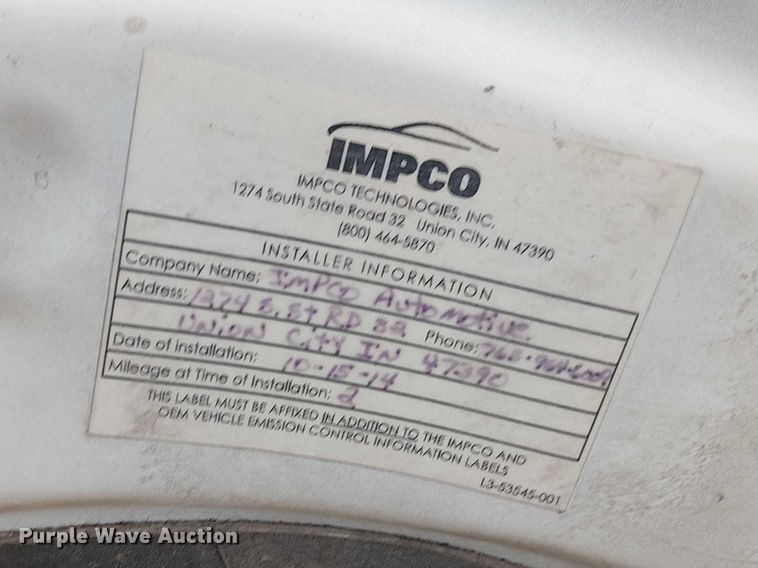 IMPCO
IMPCO TECHNOLOGIES, INC.
1274 South State Road 32 Union City, IN 47390
(800) 464-5870
INSTALLER INFORMATION
Company Name: IMPCO Automotive
Address: 1274 S. St RD 32 Phone:
Union City IN 47390
Date of Installation: 10-15-14
Mileage at Time of Installation: 2
THIS LABEL MUST BE AFFIXED IN ADDITION TO THE IMPCO AND
OEM VEHICLE EMISSION CONTROL INFORMATION LABELS
L3-53545-001
Purple Wave Auction